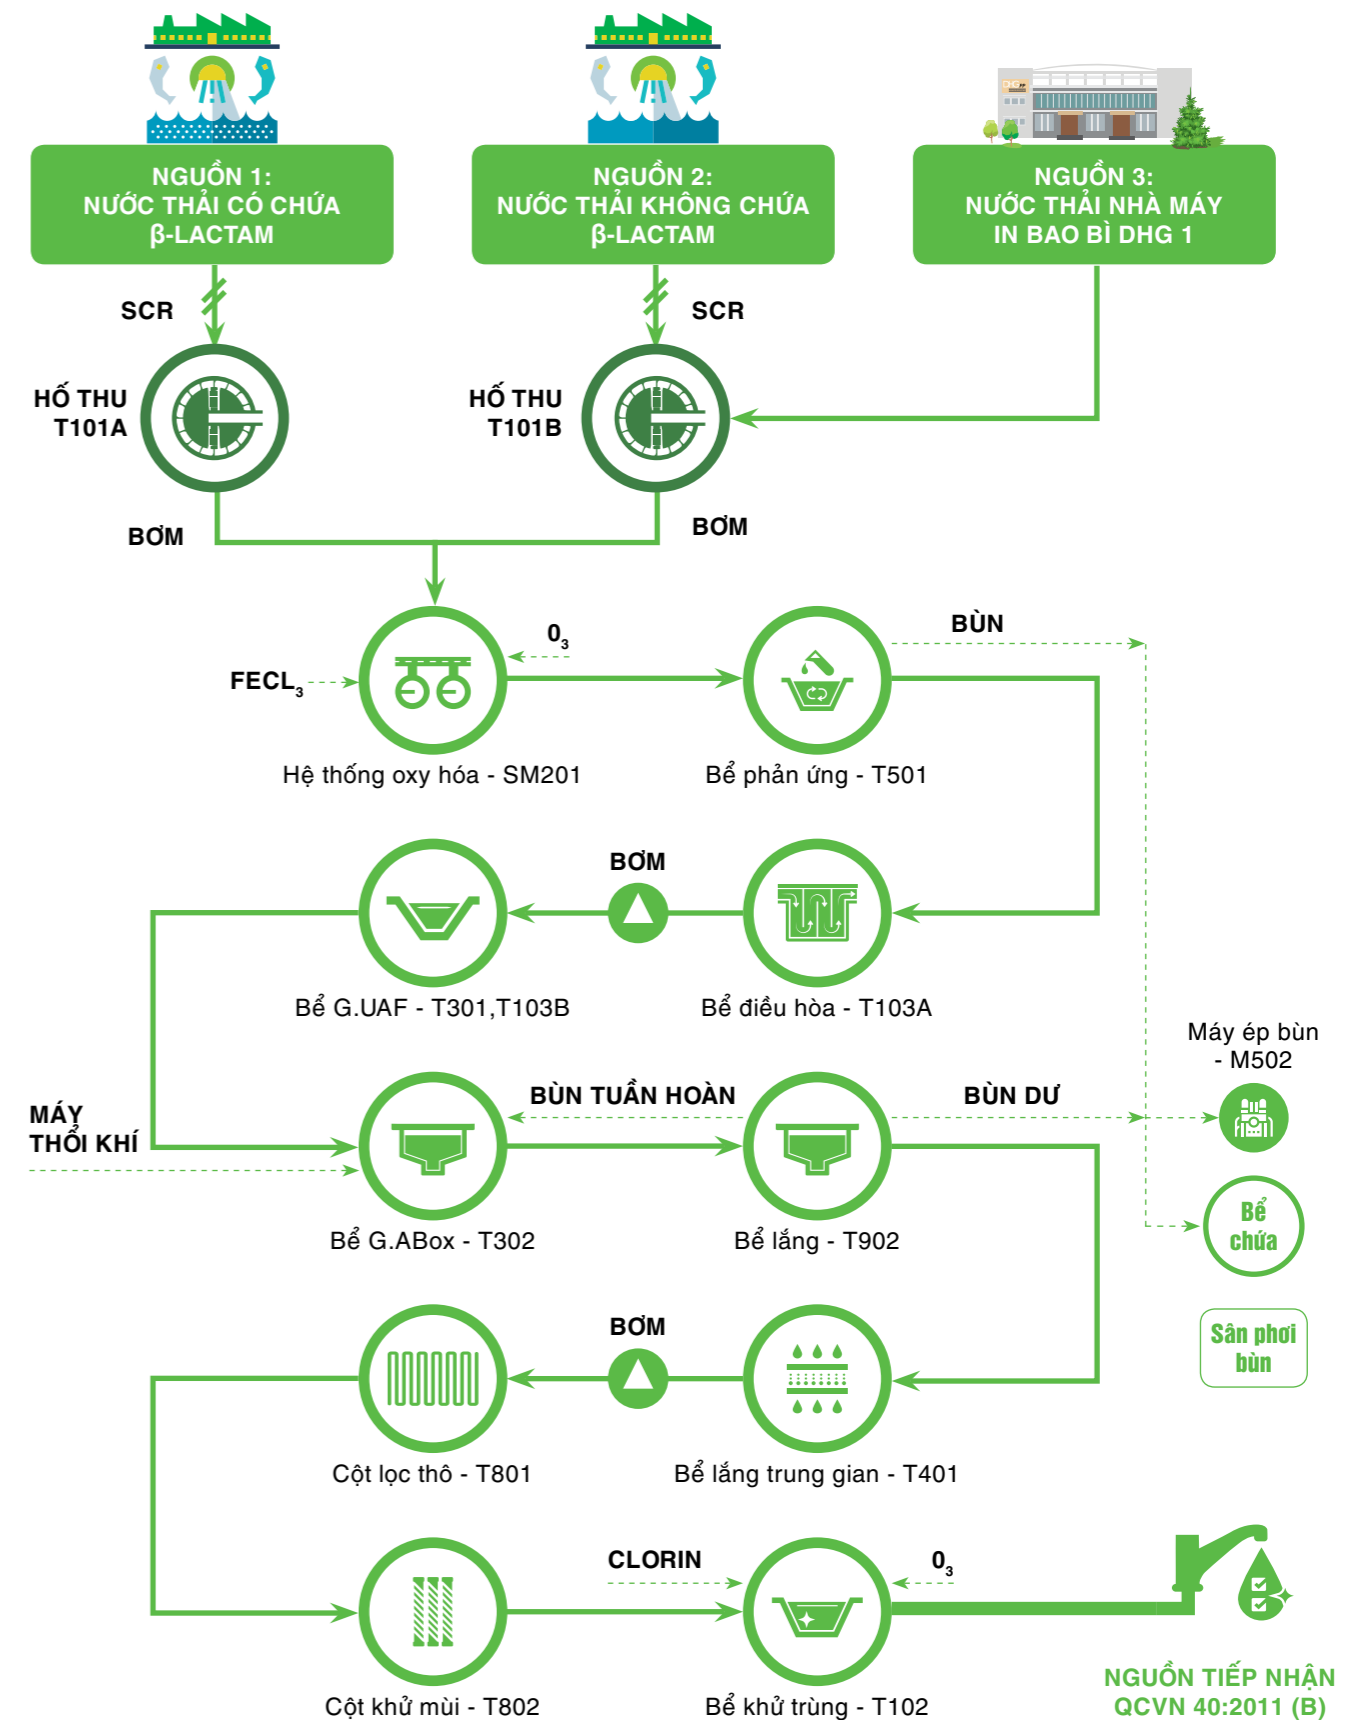 NGUỒN 1:
NƯỚC THẢI CÓ CHỨA
β-LACTAM
NGUỒN 2:
NƯỚC THẢI KHÔNG CHỨA
β-LACTAM
NGUỒN 3:
NƯỚC THẢI NHÀ MÁY
IN BAO BÌ DHG 1
SCR
SCR
HỐ THU
T101A
HỐ THU
T101B
BƠM
BƠM
FECL₃
0₃
BÙN
Hệ thống oxy hóa - SM201
Bể phản ứng - T501
BƠM
Bể G.UAF - T301,T103B
Bể điều hòa - T103A
Máy ép bùn
- M502
MÁY
THỔI KHÍ
BÙN TUẦN HOÀN
BÙN DƯ
Bể G.ABox - T302
Bể lắng - T902
Bể
chứa
Sân phơi
bùn
BƠM
Cột lọc thô - T801
Bể lắng trung gian - T401
CLORIN
0₃
Cột khử mùi - T802
Bể khử trùng - T102
NGUỒN TIẾP NHẬN
QCVN 40:2011 (B)